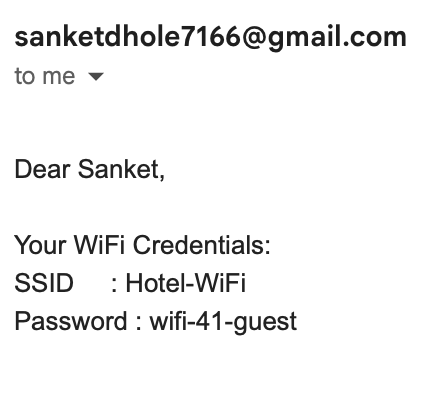 sanketdhole7166@gmail.com
to me
Dear Sanket,
Your WiFi Credentials:
SSID : Hotel-WiFi
Password : wifi-41-guest